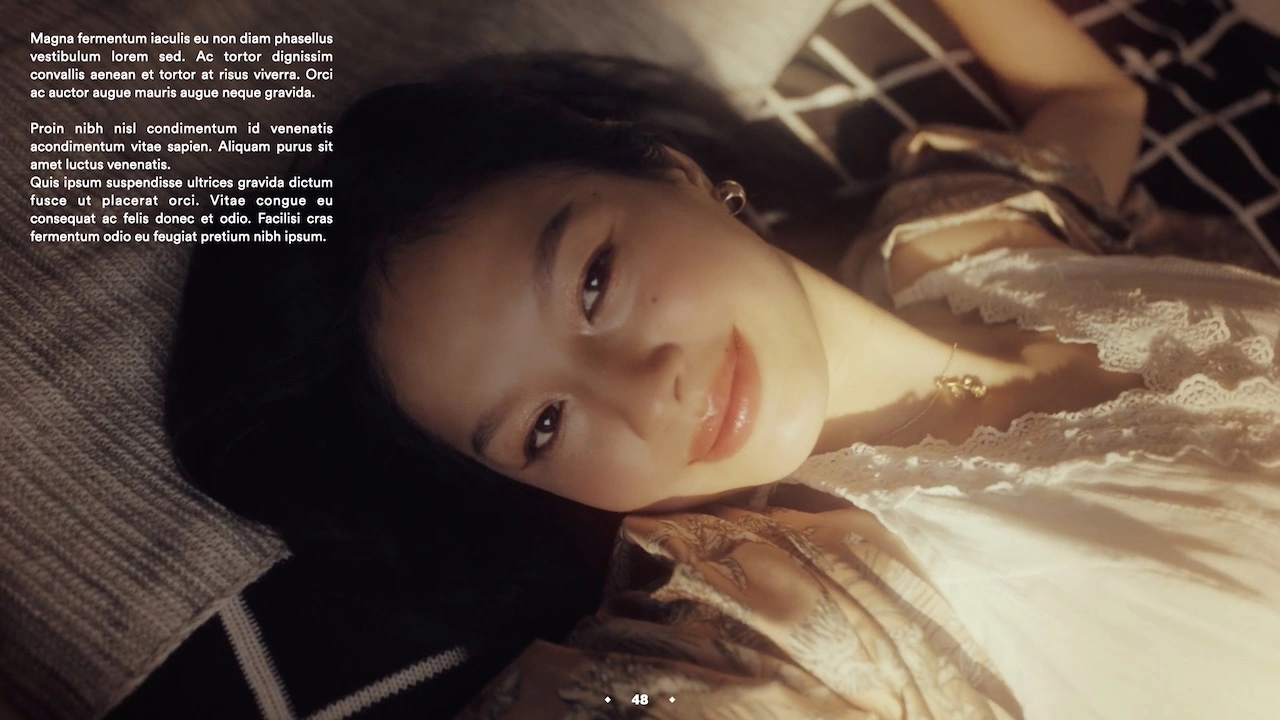 Magna fermentum iaculis eu non diam phasellus
vestibulum lorem sed. Ac tortor dignissim
convallis aenean et tortor at risus viverra. Orci
ac auctor augue mauris augue neque gravida.
Proin nibh nisl condimentum id venenatis
acondimentum vitae sapien. Aliquam purus sit
amet luctus venenatis.
Quis ipsum suspendisse ultrices gravida dictum
fusce ut placerat orci. Vitae congue eu
consequat ac felis donec et odio. Facilisi cras
fermentum odio eu feugiat pretium nibh ipsum.
48